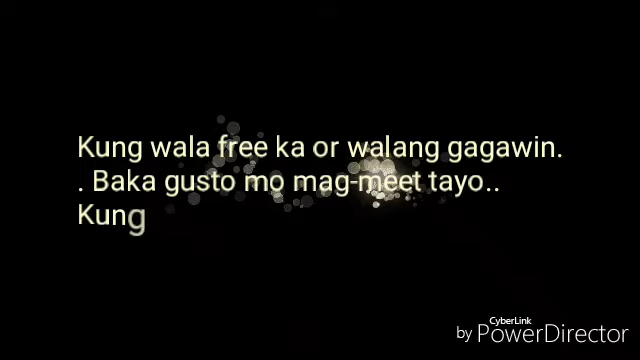 Kung wala free ka or walang gagawin.
. Baka gusto mo mag-meet tayo..
Kung
CyberLink
by PowerDirector